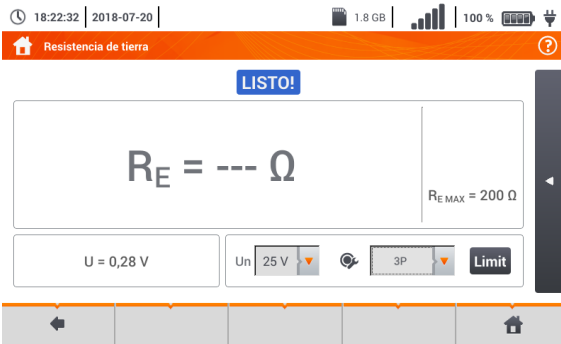 18:22:32 2018-07-20 1.8 GB 100 %
Resistencia de tierra ?
LISTO!
RE = --- Ω
RE MAX = 200 Ω
U = 0,28 V
Un 25 V 3P Limit